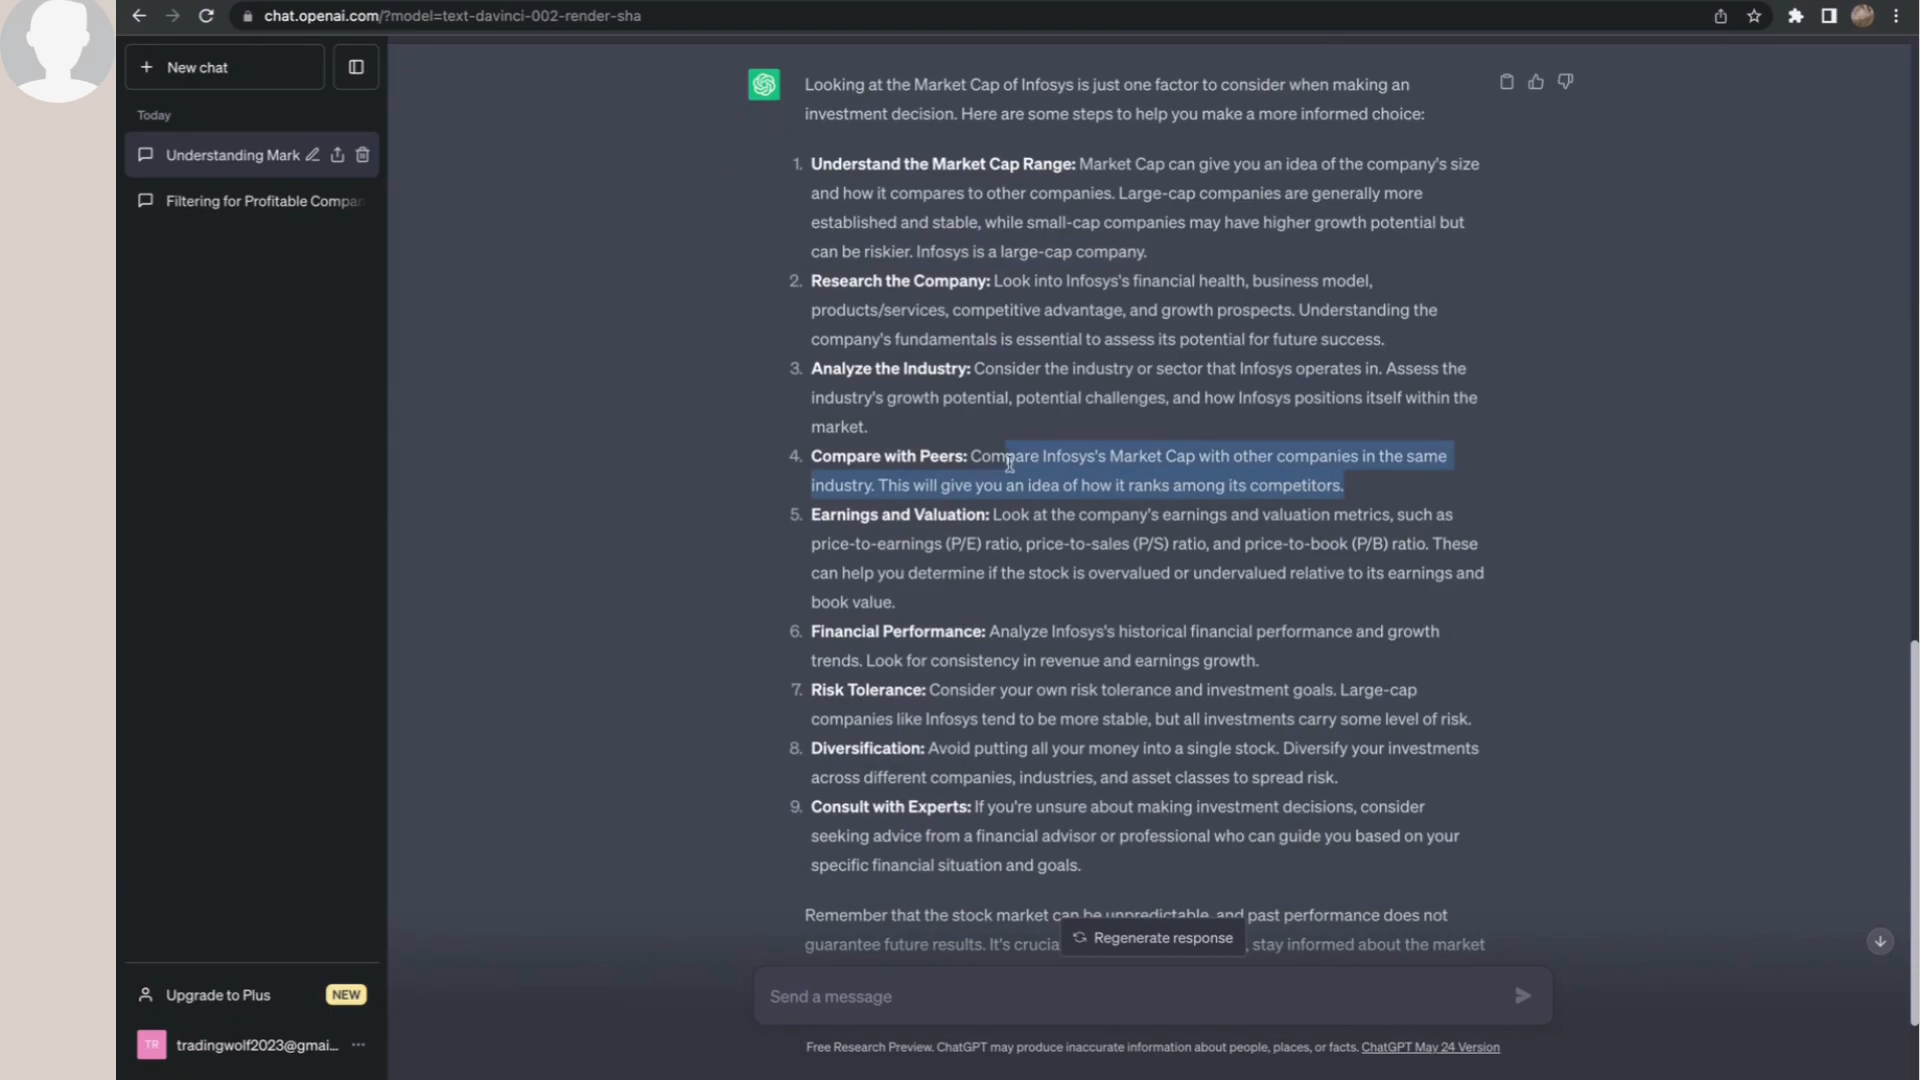 chat.openai.com/?model=text-davinci-002-render-sha
+ New chat
Today
Understanding Mark
Filtering for Profitable Compan
Looking at the Market Cap of Infosys is just one factor to consider when making an
investment decision. Here are some steps to help you make a more informed choice:
1. Understand the Market Cap Range: Market Cap can give you an idea of the company's size
and how it compares to other companies. Large-cap companies are generally more
established and stable, while small-cap companies may have higher growth potential but
can be riskier. Infosys is a large-cap company.
2. Research the Company: Look into Infosys's financial health, business model,
products/services, competitive advantage, and growth prospects. Understanding the
company's fundamentals is essential to assess its potential for future success.
3. Analyze the Industry: Consider the industry or sector that Infosys operates in. Assess the
industry's growth potential, potential challenges, and how Infosys positions itself within the
market.
4. Compare with Peers: Compare Infosys's Market Cap with other companies in the same
industry. This will give you an idea of how it ranks among its competitors.
5. Earnings and Valuation: Look at the company's earnings and valuation metrics, such as
price-to-earnings (P/E) ratio, price-to-sales (P/S) ratio, and price-to-book (P/B) ratio. These
can help you determine if the stock is overvalued or undervalued relative to its earnings and
book value.
6. Financial Performance: Analyze Infosys's historical financial performance and growth
trends. Look for consistency in revenue and earnings growth.
7. Risk Tolerance: Consider your own risk tolerance and investment goals. Large-cap
companies like Infosys tend to be more stable, but all investments carry some level of risk.
8. Diversification: Avoid putting all your money into a single stock. Diversify your investments
across different companies, industries, and asset classes to spread risk.
9. Consult with Experts: If you're unsure about making investment decisions, consider
seeking advice from a financial advisor or professional who can guide you based on your
specific financial situation and goals.
Remember that the stock market can be unpredictable, and past performance does not
guarantee future results. It's crucia , stay informed about the market
Regenerate response
Upgrade to Plus NEW
TR tradingwolf2023@gmai...
Send a message
Free Research Preview. ChatGPT may produce inaccurate information about people, places, or facts. ChatGPT May 24 Version